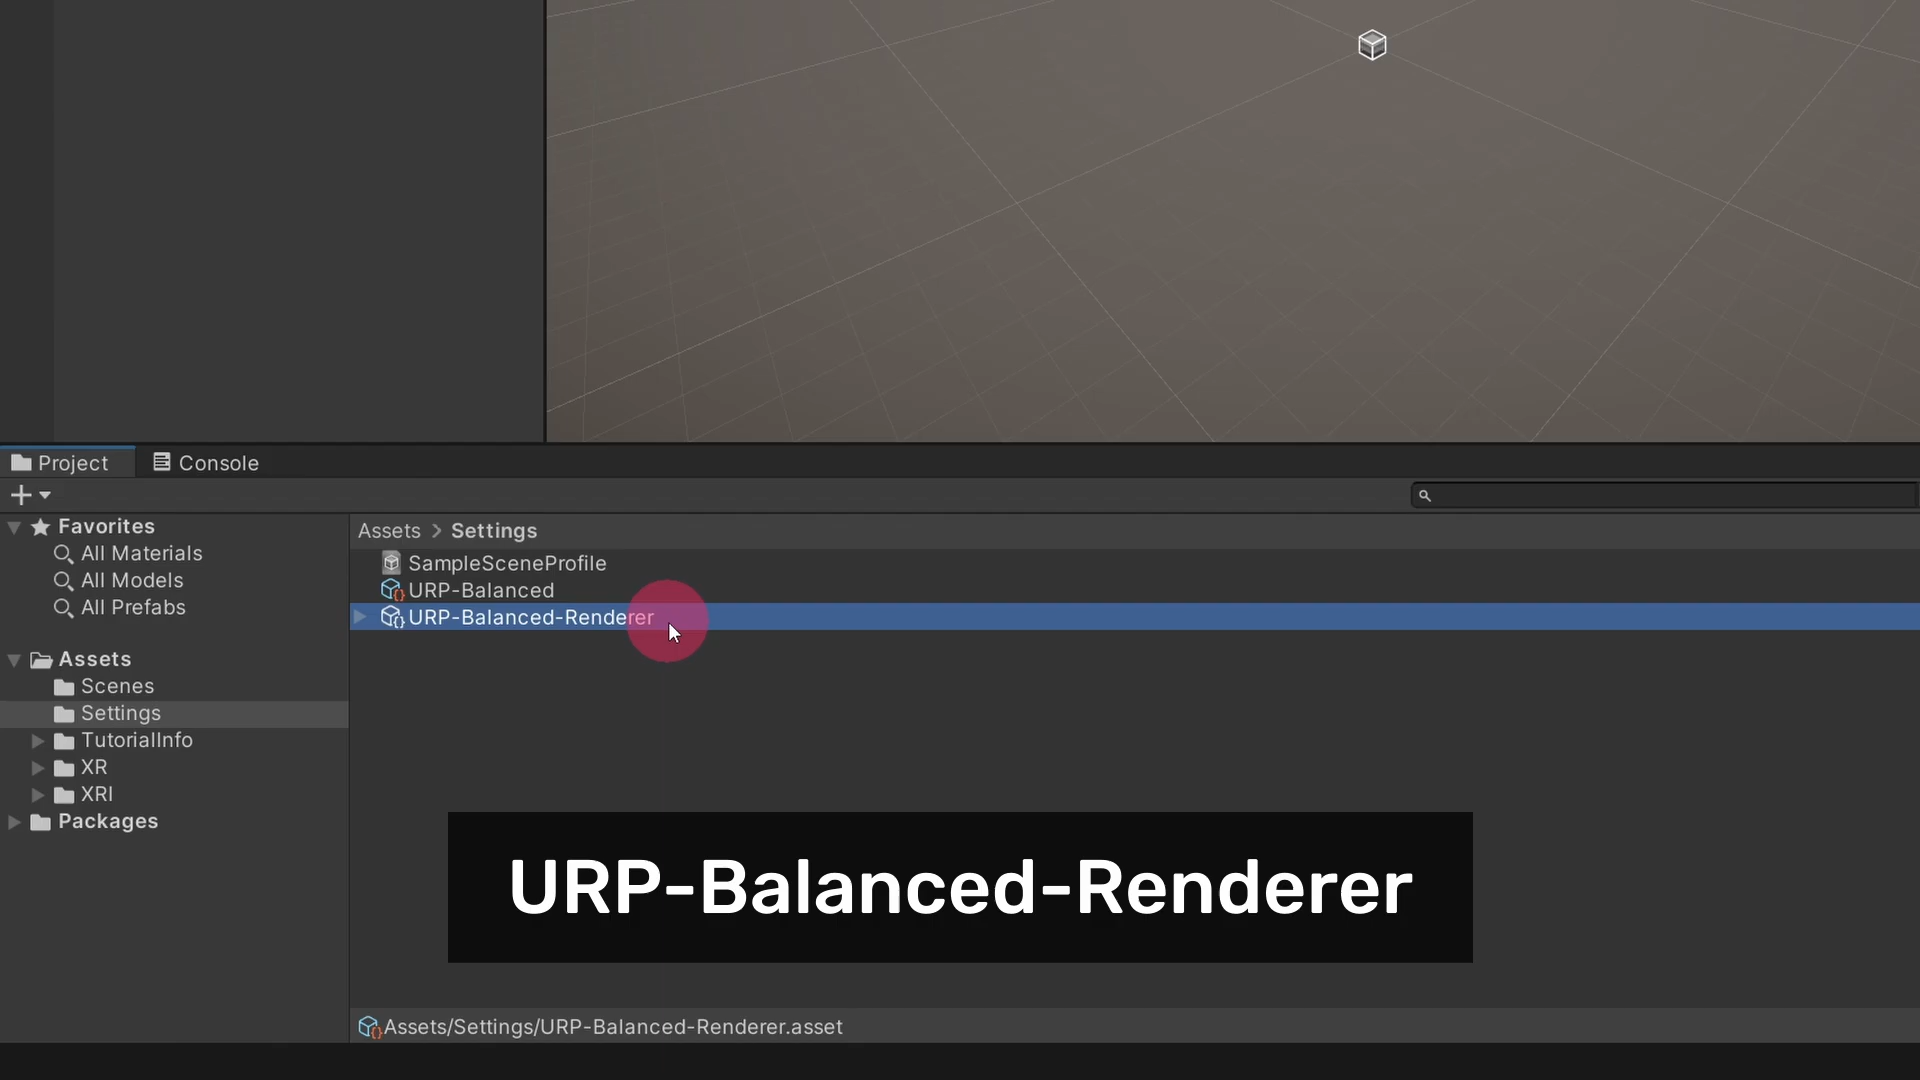 Project
Console
Favorites
All Materials
All Models
All Prefabs
Assets
Scenes
Settings
TutorialInfo
XR
XRI
Packages
Assets > Settings
SampleSceneProfile
URP-Balanced
URP-Balanced-Renderer
URP-Balanced-Renderer
Assets/Settings/URP-Balanced-Renderer.asset